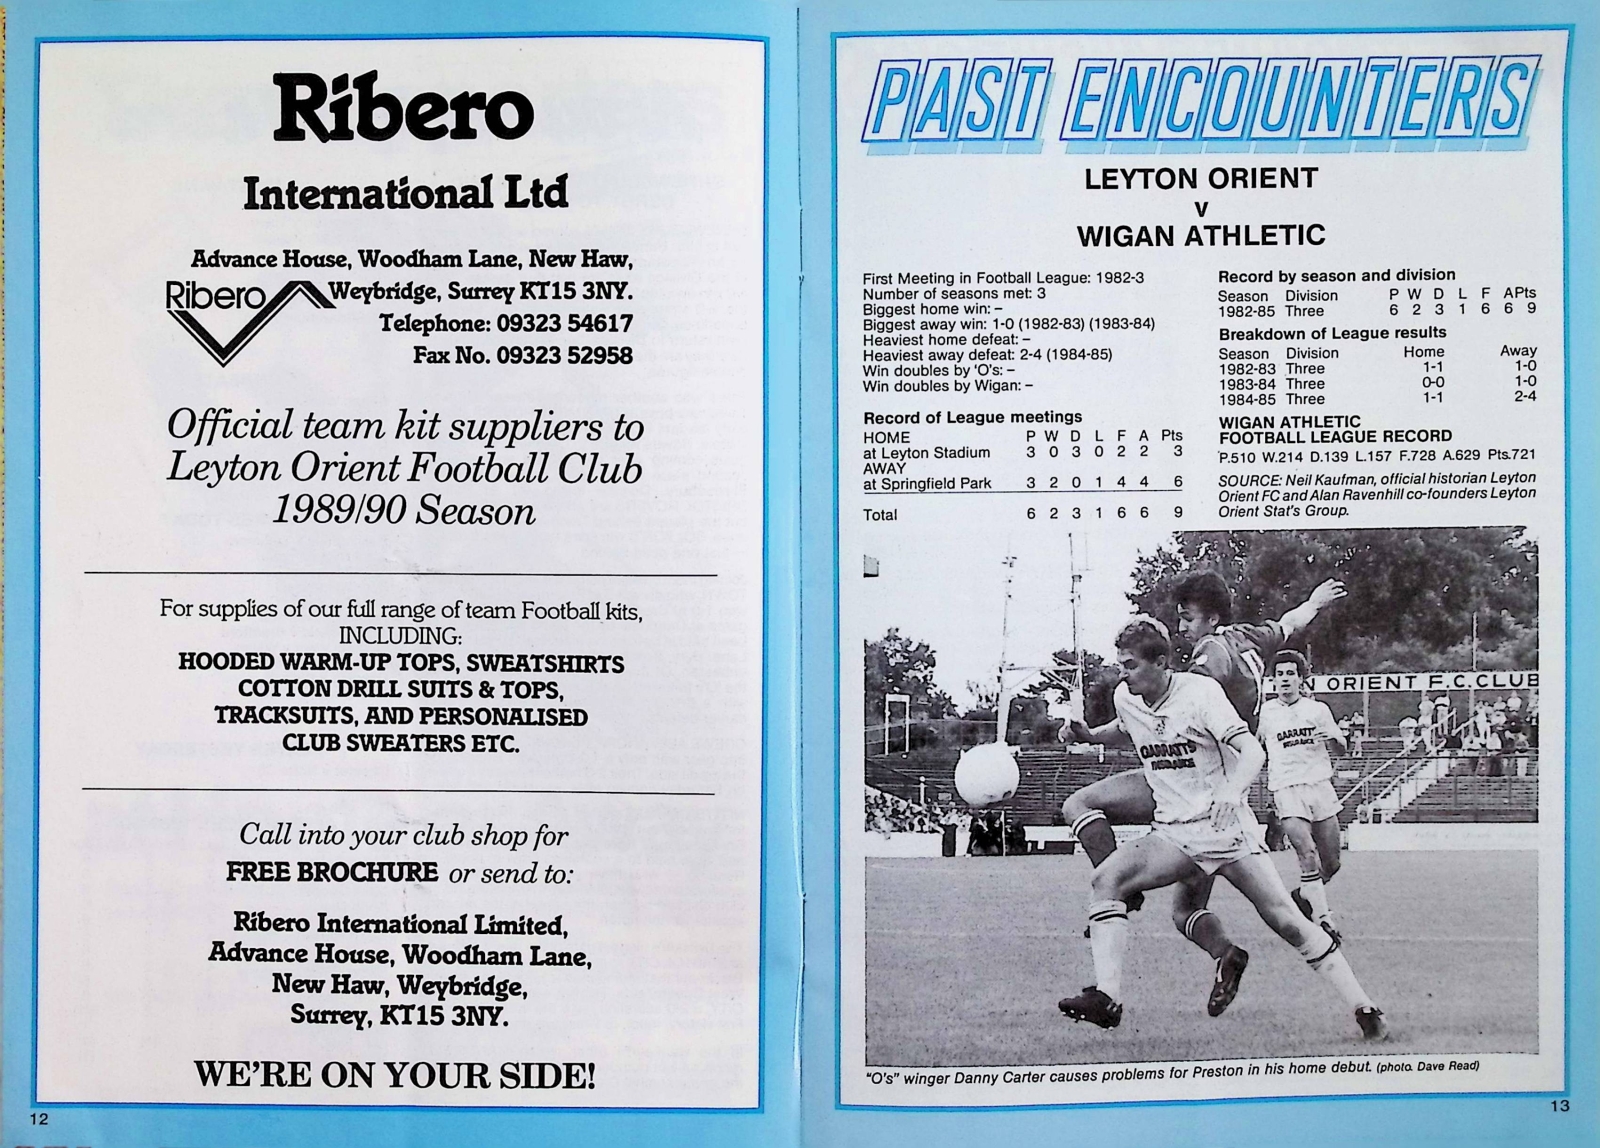 Ribero
International Ltd
Advance House, Woodham Lane, New Haw,
Ribero
Weybridge, Surrey KT15 3NY.
Telephone: 09323 54617
Fax No. 09323 52958
Official team kit suppliers to
Leyton Orient Football Club
1989/90 Season
For supplies of our full range of team Football kits,
INCLUDING:
HOODED WARM-UP TOPS, SWEATSHIRTS
COTTON DRILL SUITS & TOPS,
TRACKSUITS, AND PERSONALISED
CLUB SWEATERS ETC.
Call into your club shop for
FREE BROCHURE or send to:
Ribero International Limited,
Advance House, Woodham Lane,
New Haw, Weybridge,
Surrey, KT15 3NY.
WE'RE ON YOUR SIDE!
12
PAST ENCOUNTERS
LEYTON ORIENT
v
WIGAN ATHLETIC
First Meeting in Football League: 1982-3
Number of seasons met: 3
Biggest home win: –
Biggest away win: 1-0 (1982-83) (1983-84)
Heaviest home defeat: –
Heaviest away defeat: 2-4 (1984-85)
Win doubles by 'O's: –
Win doubles by Wigan: –
Record of League meetings
HOME P W D L F A Pts
at Leyton Stadium 3 0 3 0 2 2 3
AWAY
at Springfield Park 3 2 0 1 4 4 6
Total 6 2 3 1 6 6 9
Record by season and division
Season Division P W D L F A Pts
1982-85 Three 6 2 3 1 6 6 9
Breakdown of League results
Season Division Home Away
1982-83 Three 1-1 1-0
1983-84 Three 0-0 1-0
1984-85 Three 1-1 2-4
WIGAN ATHLETIC
FOOTBALL LEAGUE RECORD
P.510 W.214 D.139 L.157 F.728 A.629 Pts.721
SOURCE: Neil Kaufman, official historian Leyton
Orient FC and Alan Ravenhill co-founders Leyton
Orient Stat's Group.
N ORIENT F.C. CLUB
GARRATTS
INSURANCE
GARRATT
INSURANCE
"O's" winger Danny Carter causes problems for Preston in his home debut. (photo. Dave Read)
13